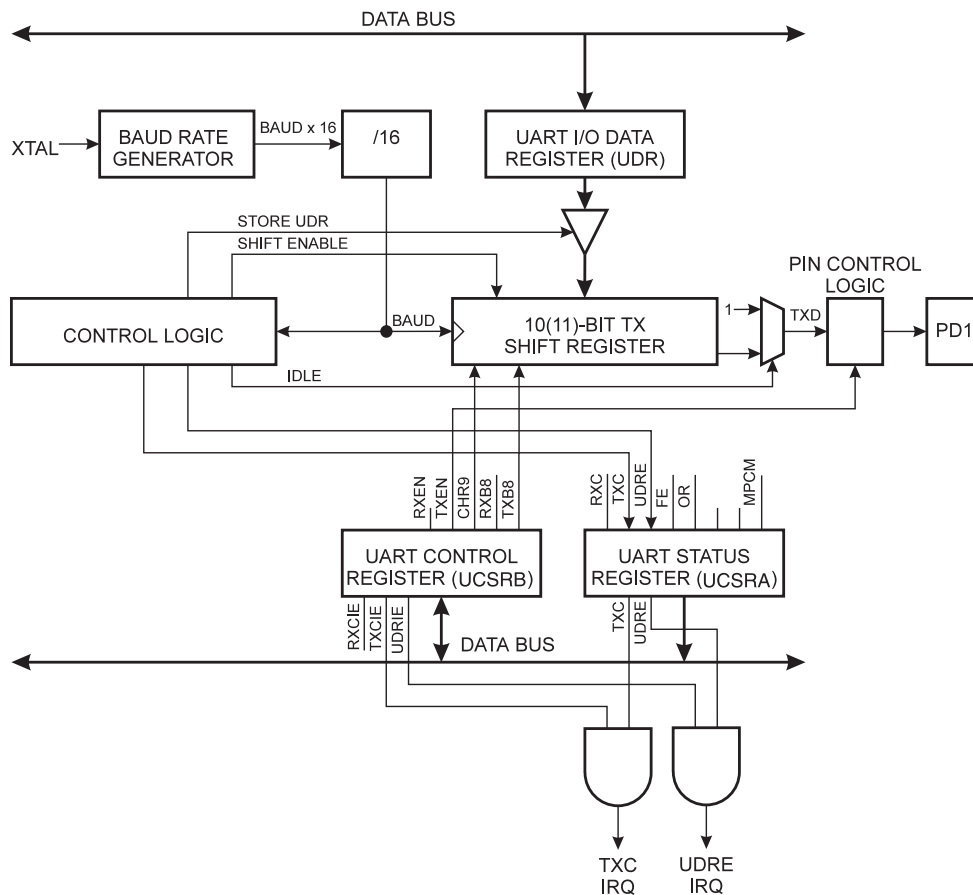 DATA BUS
XTAL
BAUD RATE
GENERATOR
BAUD x 16
/16
UART I/O DATA
REGISTER (UDR)
STORE UDR
SHIFT ENABLE
PIN CONTROL
LOGIC
CONTROL LOGIC
BAUD
10(11)-BIT TX
SHIFT REGISTER
1
TXD
PD1
IDLE
RXEN
TXEN
CHR9
RXB8
TXB8
RXC
TXC
UDRE
FE
OR
MPCM
UART CONTROL
REGISTER (UCSRB)
UART STATUS
REGISTER (UCSRA)
RXCIE
TXCIE
UDRIE
TXC
UDRE
DATA BUS
TXC
IRQ
UDRE
IRQ